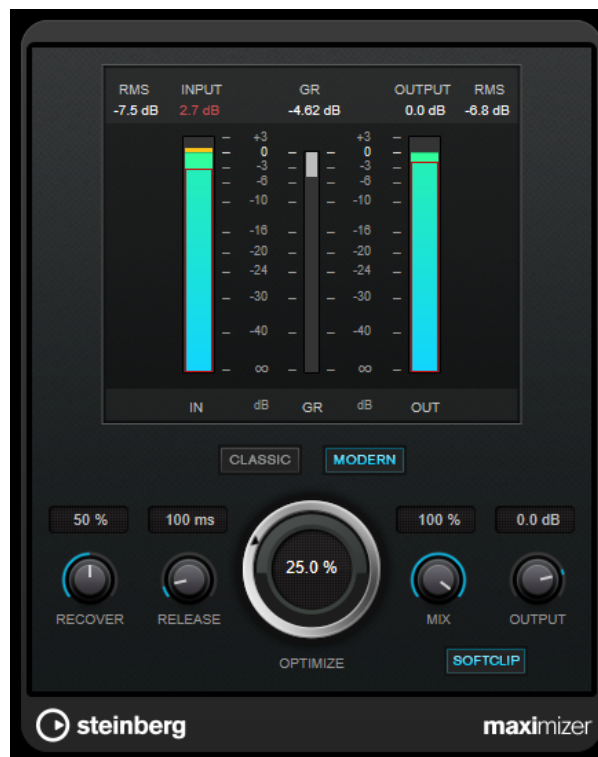 RMS INPUT GR OUTPUT RMS
-7.5 dB 2.7 dB -4.62 dB 0.0 dB -6.8 dB
+3 +3
0 0
-3 -3
-6 -6
-10 -10
-16 -16
-20 -20
-24 -24
-30 -30
-40 -40
∞ ∞
IN dB GR dB OUT
CLASSIC MODERN
50 % 100 ms 100 % 0.0 dB
25.0 %
RECOVER RELEASE MIX OUTPUT
OPTIMIZE SOFTCLIP
steinberg maximizer